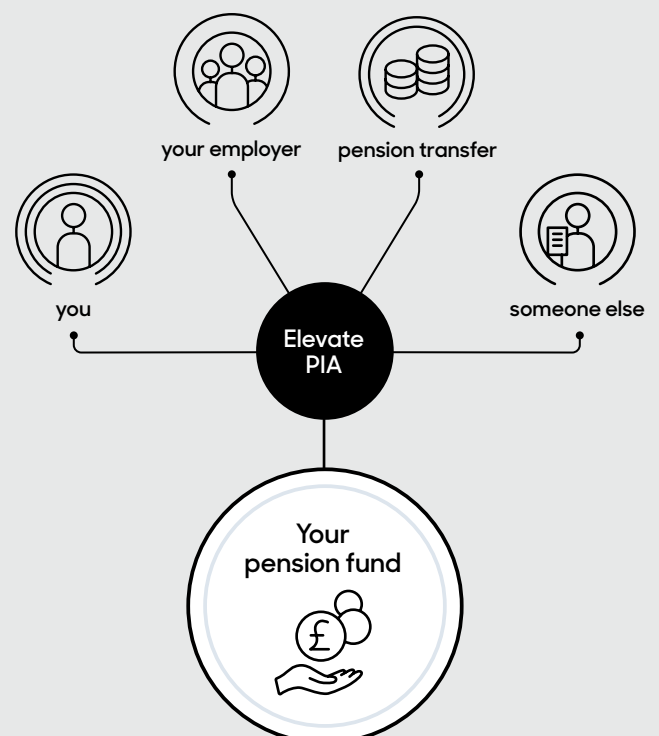 your employer
pension transfer
you
someone else
Elevate
PIA
Your
pension fund
£